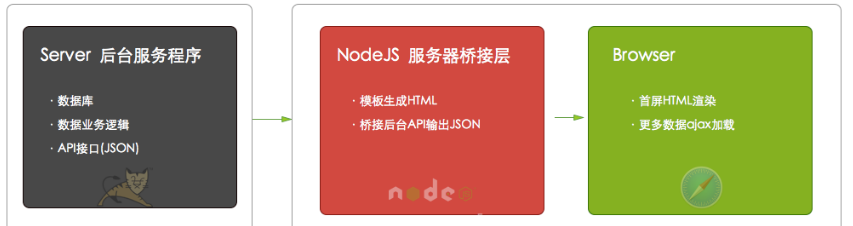 Server 后台服务程序
· 数据库
· 数据业务逻辑
· API接口(JSON)
NodeJS 服务器桥接层
· 模板生成HTML
· 桥接后台API输出JSON
node
Browser
· 首屏HTML渲染
· 更多数据ajax加载